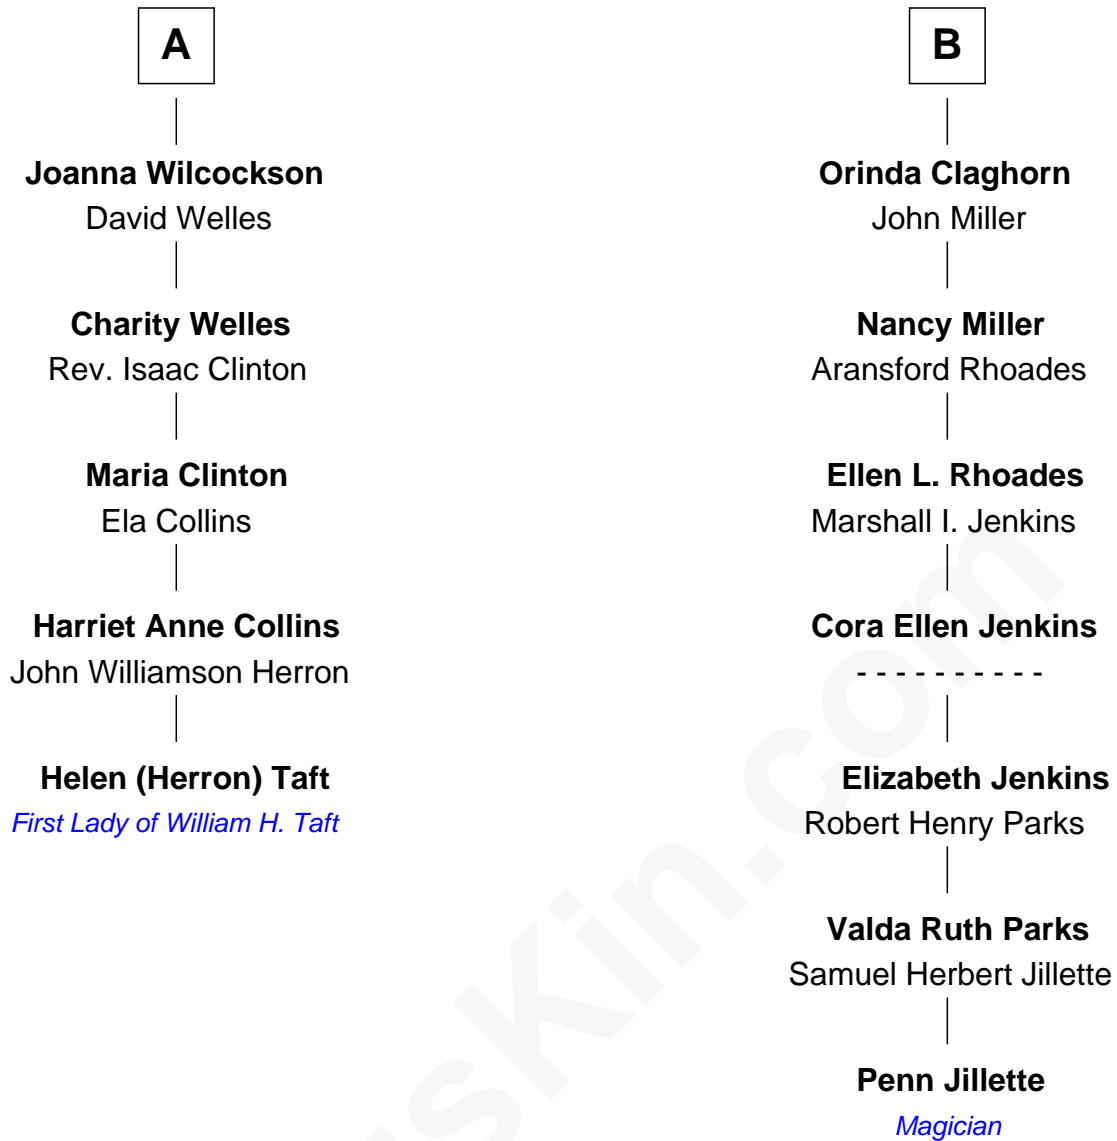 A
Joanna Wilcockson
David Welles
Charity Welles
Rev. Isaac Clinton
Maria Clinton
Ela Collins
Harriet Anne Collins
John Williamson Herron
Helen (Herron) Taft
First Lady of William H. Taft
B
Orinda Claghorn
John Miller
Nancy Miller
Aransford Rhoades
Ellen L. Rhoades
Marshall I. Jenkins
Cora Ellen Jenkins
- - - - - - - - - -
Elizabeth Jenkins
Robert Henry Parks
Valda Ruth Parks
Samuel Herbert Jillette
Penn Jillette
Magician